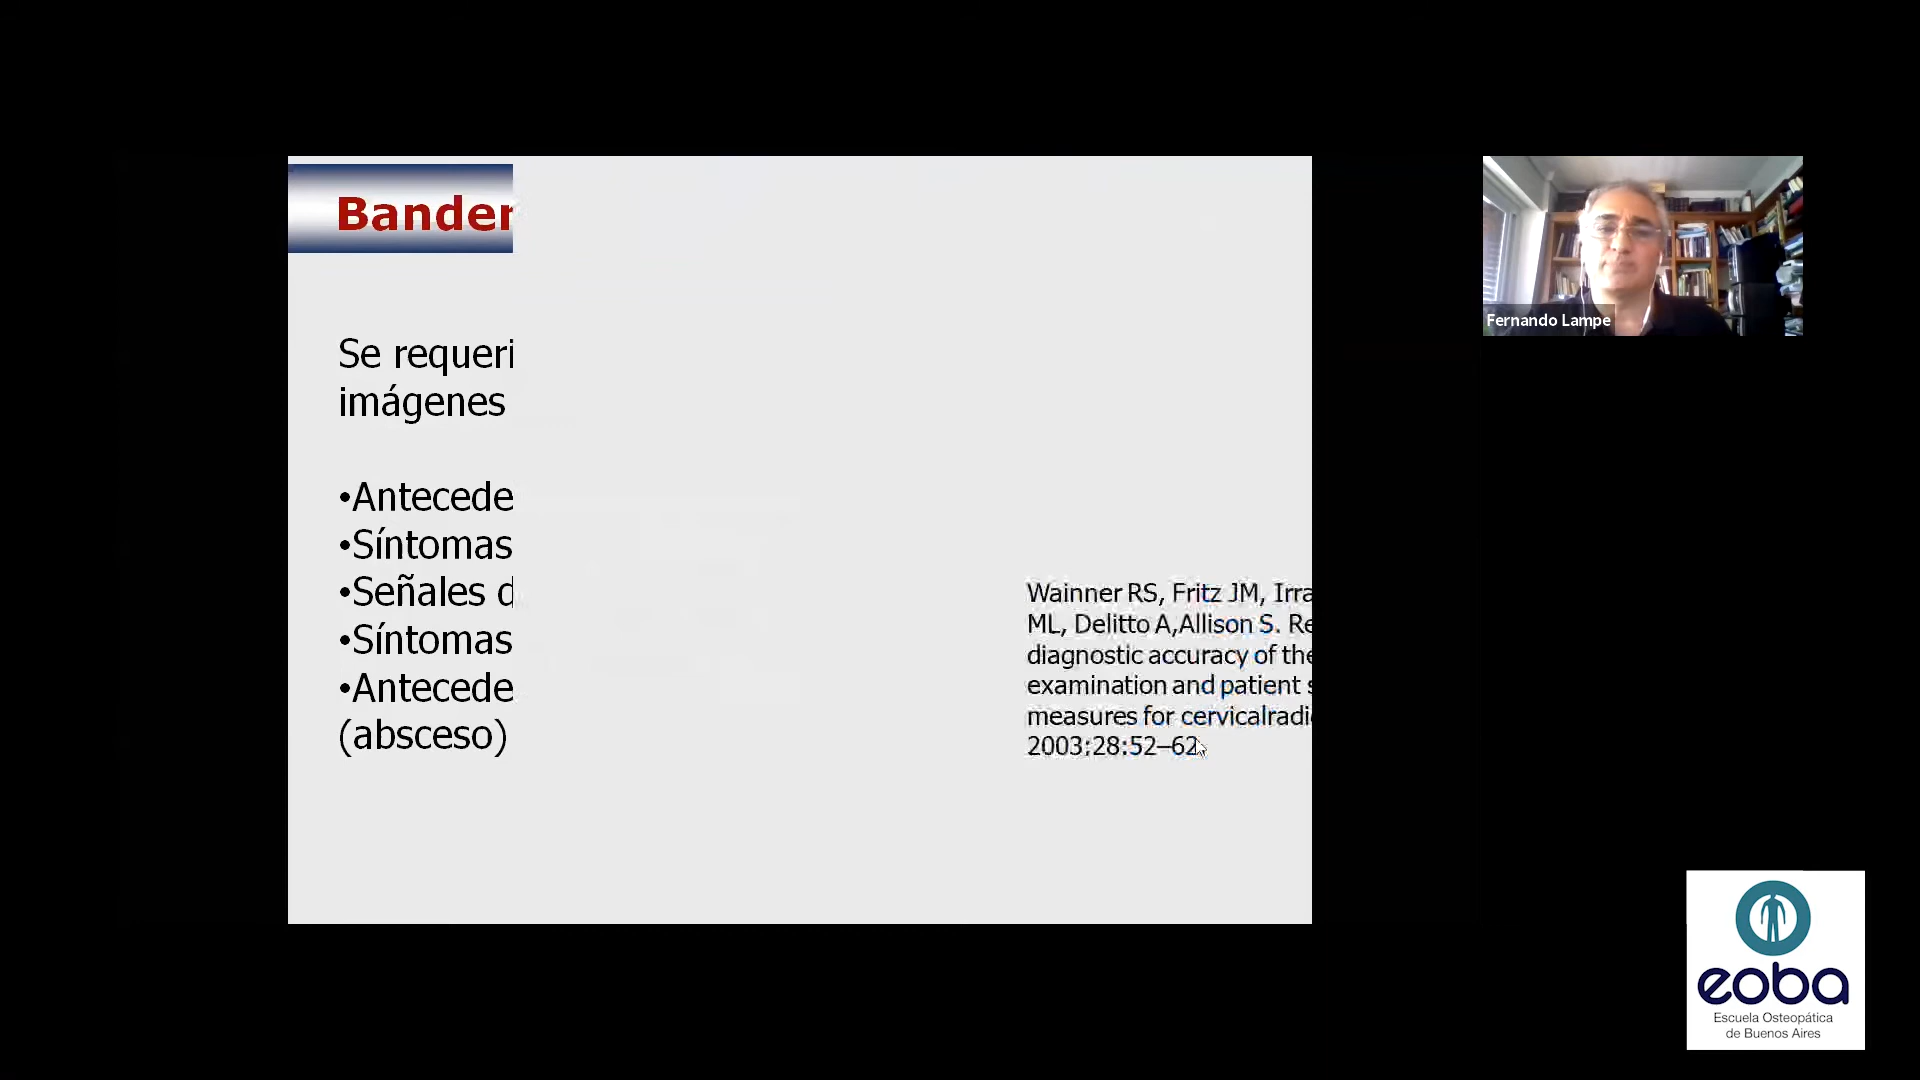 Bander
Se requeri
imágenes
•Antecede
•Síntomas
•Señales d
•Síntomas
•Antecede
(absceso)
Wainner RS, Fritz JM, Irra
ML, Delitto A,Allison S. Re
diagnostic accuracy of the
examination and patient s
measures for cervicalradi
2003;28:52–62
Fernando Lampe
eoba
Escuela Osteopática
de Buenos Aires